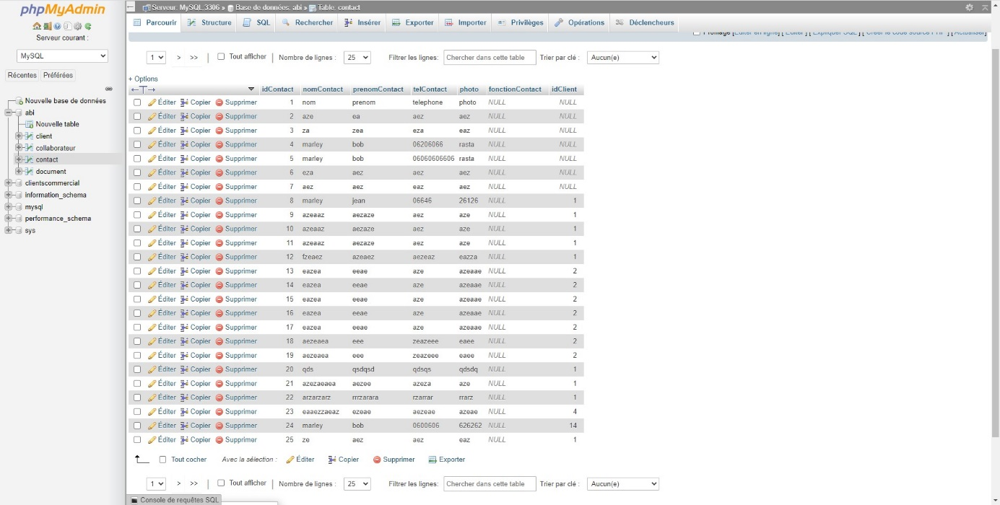 phpMyAdmin
Serveur courant :
MySQL
Récentes Préférées
Nouvelle base de données
abi
Nouvelle table
client
collaborateur
contact
document
clientscommercial
information_schema
mysql
performance_schema
sys
Serveur: MySQL:3306 » Base de données: abi » Table: contact
Parcourir Structure SQL Rechercher Insérer Exporter Importer Privilèges Opérations Déclencheurs
Profilage [Éditer en ligne] [ Éditer ] [ Expliquer SQL ] [ Créer le code source PHP ] [ Actualiser]
1 > >> | Tout afficher | Nombre de lignes : 25 Filtrer les lignes: Chercher dans cette table Trier par clé : Aucun(e)
+ Options
←T→ idContact nomContact prenomContact telContact photo fonctionContact idClient
Éditer Copier Supprimer 1 nom prenom telephone photo NULL NULL
Éditer Copier Supprimer 2 aze ea aez aez NULL NULL
Éditer Copier Supprimer 3 za zea eza eaz NULL NULL
Éditer Copier Supprimer 4 marley bob 06206066 rasta NULL NULL
Éditer Copier Supprimer 5 marley bob 06060606606 rasta NULL NULL
Éditer Copier Supprimer 6 eza aez aez aez NULL NULL
Éditer Copier Supprimer 7 aez aez eaz aez NULL NULL
Éditer Copier Supprimer 8 marley jean 06646 26126 NULL 1
Éditer Copier Supprimer 9 azeaaz aezaze aez aze NULL 1
Éditer Copier Supprimer 10 azeaaz aezaze aez aze NULL 1
Éditer Copier Supprimer 11 azeaaz aezaze aez aze NULL 1
Éditer Copier Supprimer 12 fzeaez azeaez aezeaz eazza NULL 1
Éditer Copier Supprimer 13 eazea eeae aze azeaae NULL 2
Éditer Copier Supprimer 14 eazea eeae aze azeaae NULL 2
Éditer Copier Supprimer 15 eazea eeae aze azeaae NULL 2
Éditer Copier Supprimer 16 eazea eeae aze azeaae NULL 2
Éditer Copier Supprimer 17 eazea eeae aze azeaae NULL 2
Éditer Copier Supprimer 18 aezeaea eee zeazeee eaee NULL 2
Éditer Copier Supprimer 19 aezeaea eee zeazeee eaee NULL 2
Éditer Copier Supprimer 20 qds qsdqsd qdsqs qdsdq NULL 1
Éditer Copier Supprimer 21 azezaeaea aezee azeza aze NULL 1
Éditer Copier Supprimer 22 arzarzarz rrrzarara rzarrar rrarz NULL 1
Éditer Copier Supprimer 23 eaaezzaeaz ezeae aezeae azeae NULL 4
Éditer Copier Supprimer 24 marley bob 0600606 626262 NULL 14
Éditer Copier Supprimer 25 ze aez aez eaz NULL 1
Tout cocher Avec la sélection : Éditer Copier Supprimer Exporter
1 > >> | Tout afficher | Nombre de lignes : 25 Filtrer les lignes: Chercher dans cette table Trier par clé : Aucun(e)
Console de requêtes SQL